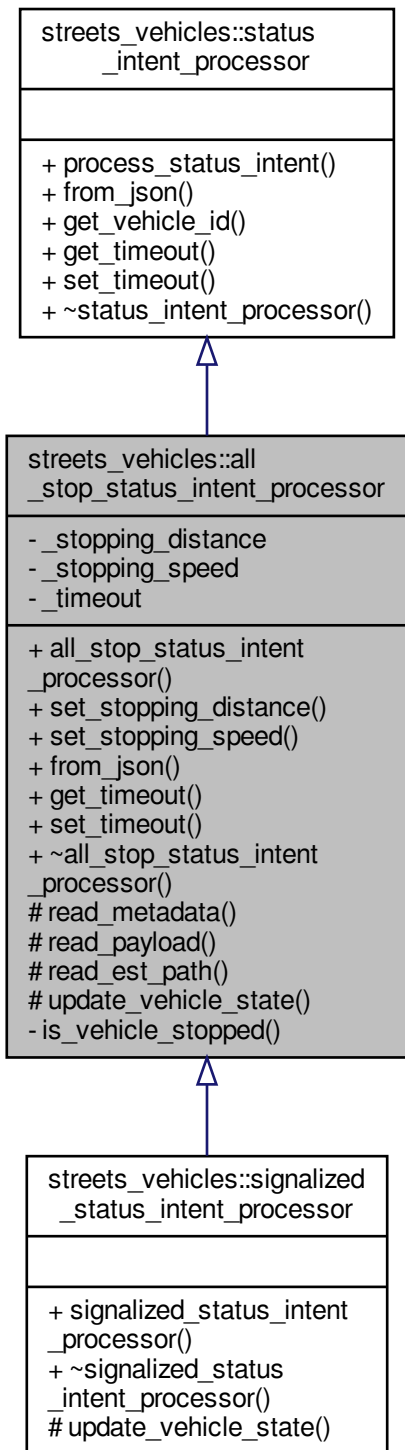 streets_vehicles::status
_intent_processor
+ process_status_intent()
+ from_json()
+ get_vehicle_id()
+ get_timeout()
+ set_timeout()
+ ~status_intent_processor()
streets_vehicles::all
_stop_status_intent_processor
- _stopping_distance
- _stopping_speed
- _timeout
+ all_stop_status_intent
_processor()
+ set_stopping_distance()
+ set_stopping_speed()
+ from_json()
+ get_timeout()
+ set_timeout()
+ ~all_stop_status_intent
_processor()
# read_metadata()
# read_payload()
# read_est_path()
# update_vehicle_state()
- is_vehicle_stopped()
streets_vehicles::signalized
_status_intent_processor
+ signalized_status_intent
_processor()
+ ~signalized_status
_intent_processor()
# update_vehicle_state()